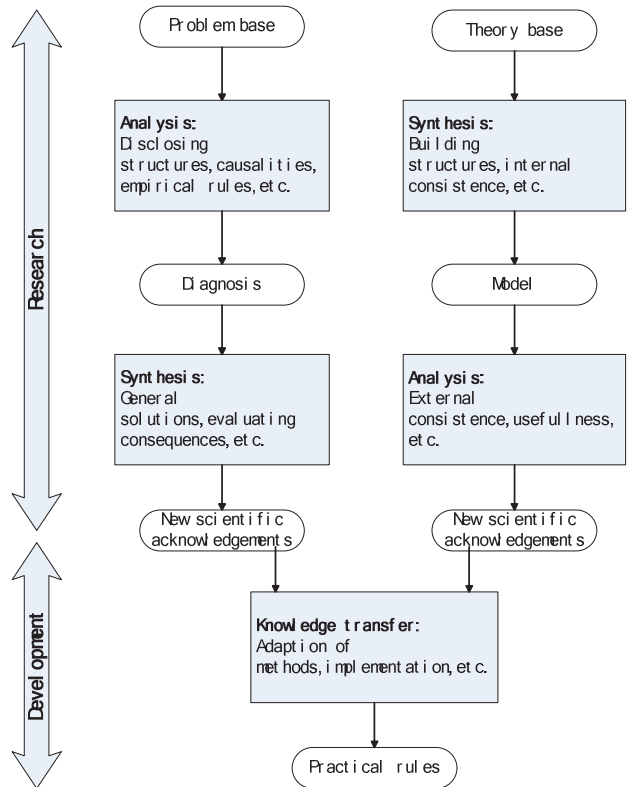 Problem base
Theory base
Analysis:
Disclosing
structures, causalities,
empirical rules, etc.
Synthesis:
Building
structures, internal
consistence, etc.
Research
Diagnosis
Model
Synthesis:
General
solutions, evaluating
consequences, etc.
Analysis:
External
consistence, usefullness,
etc.
New scientific
acknowledgements
New scientific
acknowledgements
Development
Knowledge transfer:
Adaption of
methods, implementation, etc.
Practical rules